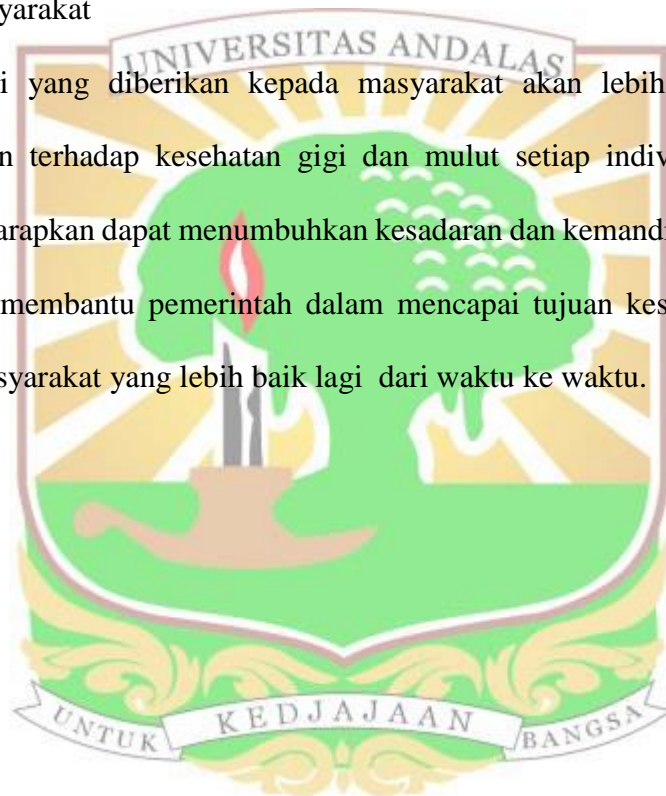 syarakat
UNIVERSITAS ANDALAS
i yang diberikan kepada masyarakat akan lebih
n terhadap kesehatan gigi dan mulut setiap indiv
arapkan dapat menumbuhkan kesadaran dan kemandi
membantu pemerintah dalam mencapai tujuan kes
syarakat yang lebih baik lagi dari waktu ke waktu.
UNTUK KEDJAJAAN BANGSA